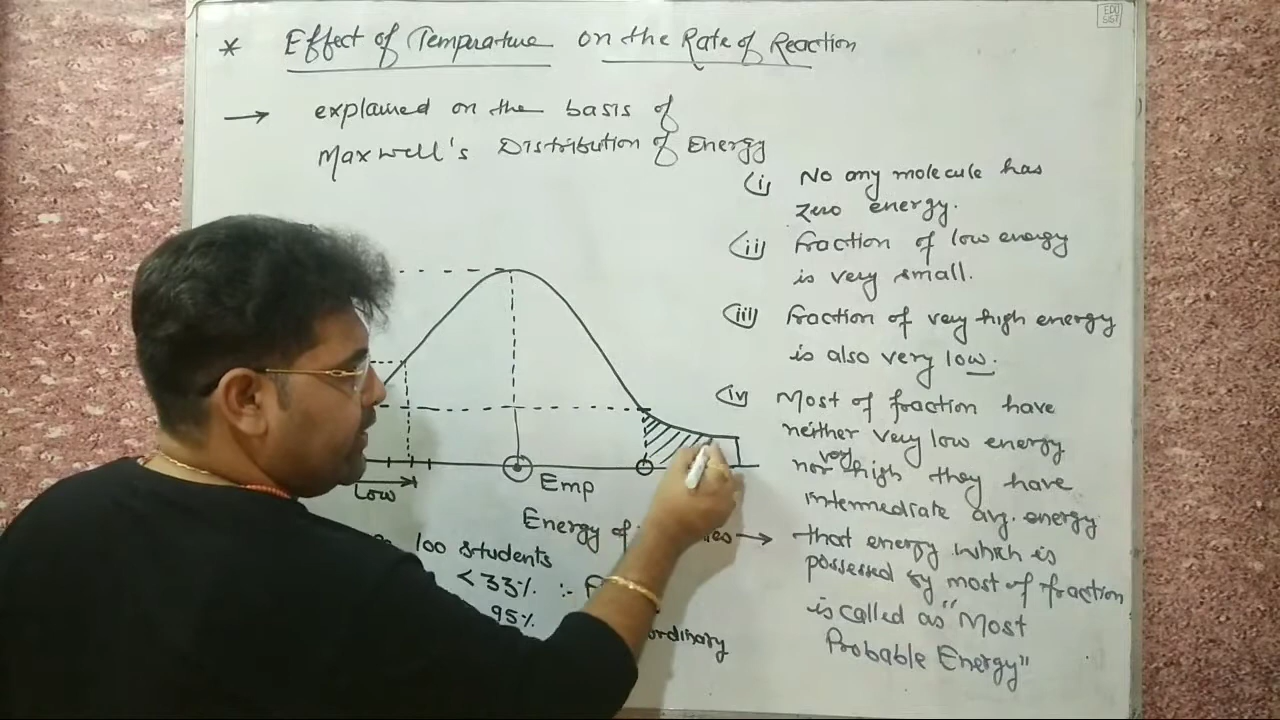 * Effect of Temperature on the Rate of Reaction
→ explained on the basis of
Maxwell's Distribution of Energy
(i) No any molecule has
zero energy.
(ii) fraction of low energy
is very small.
(iii) fraction of very high energy
is also very low.
(iv) Most of fraction have
neither very low energy
nor very high they have
intermediate avg. energy
→ that energy which is
possessed by most of fraction
is called as "Most
Probable Energy"
Low
Emp
Energy of
100 students
<33% :-
95%
ordinary
EDU
SIST